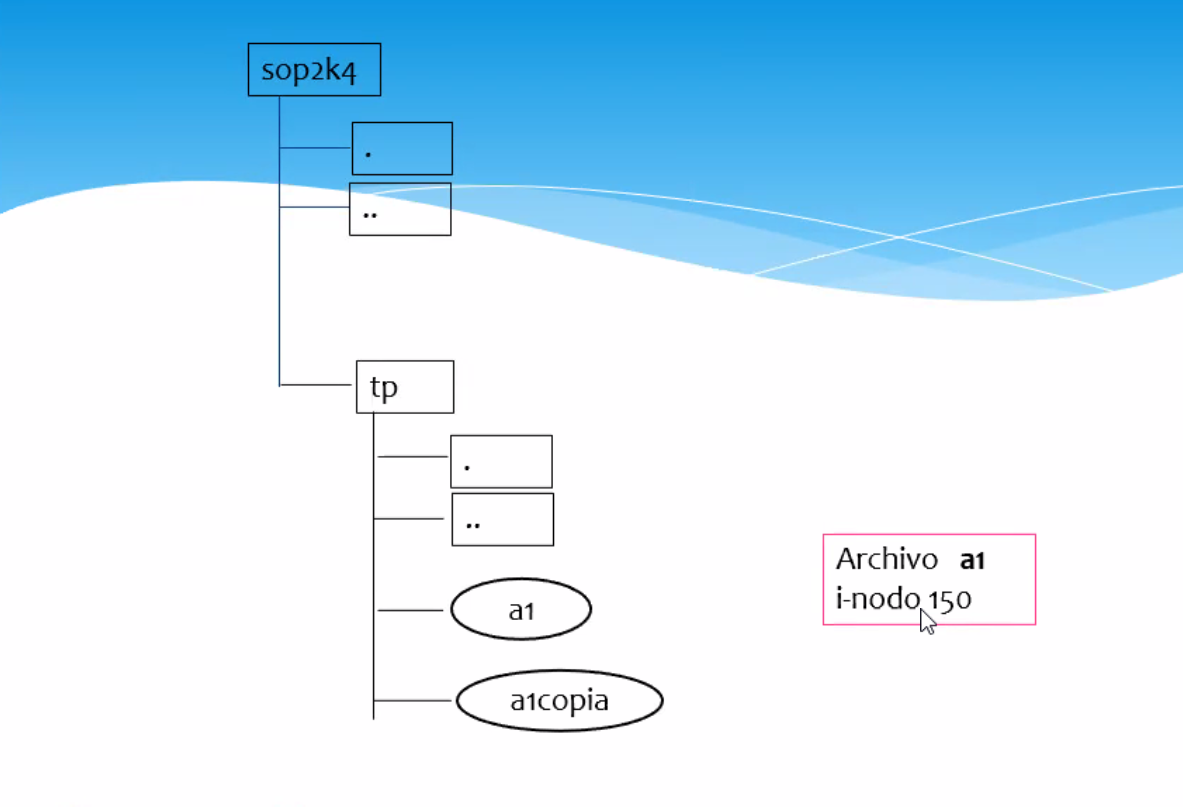 sop2k4
.
..
tp
.
..
a1
a1copia
Archivo a1
i-nodo 150